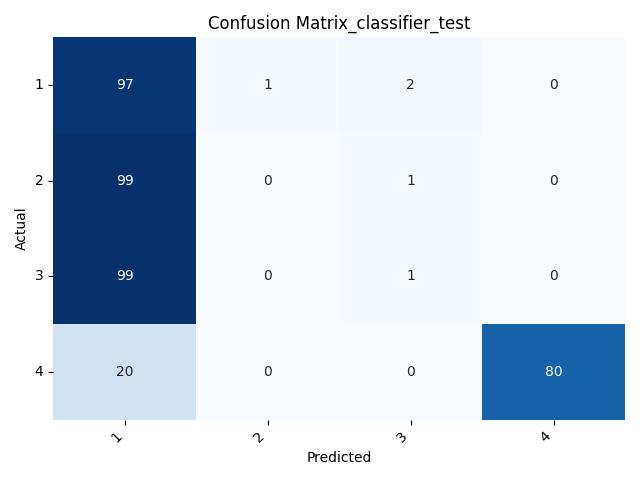 Confusion Matrix_classifier_test
Actual
1 97 1 2 0
2 99 0 1 0
3 99 0 1 0
4 20 0 0 80
1 2 3 4
Predicted